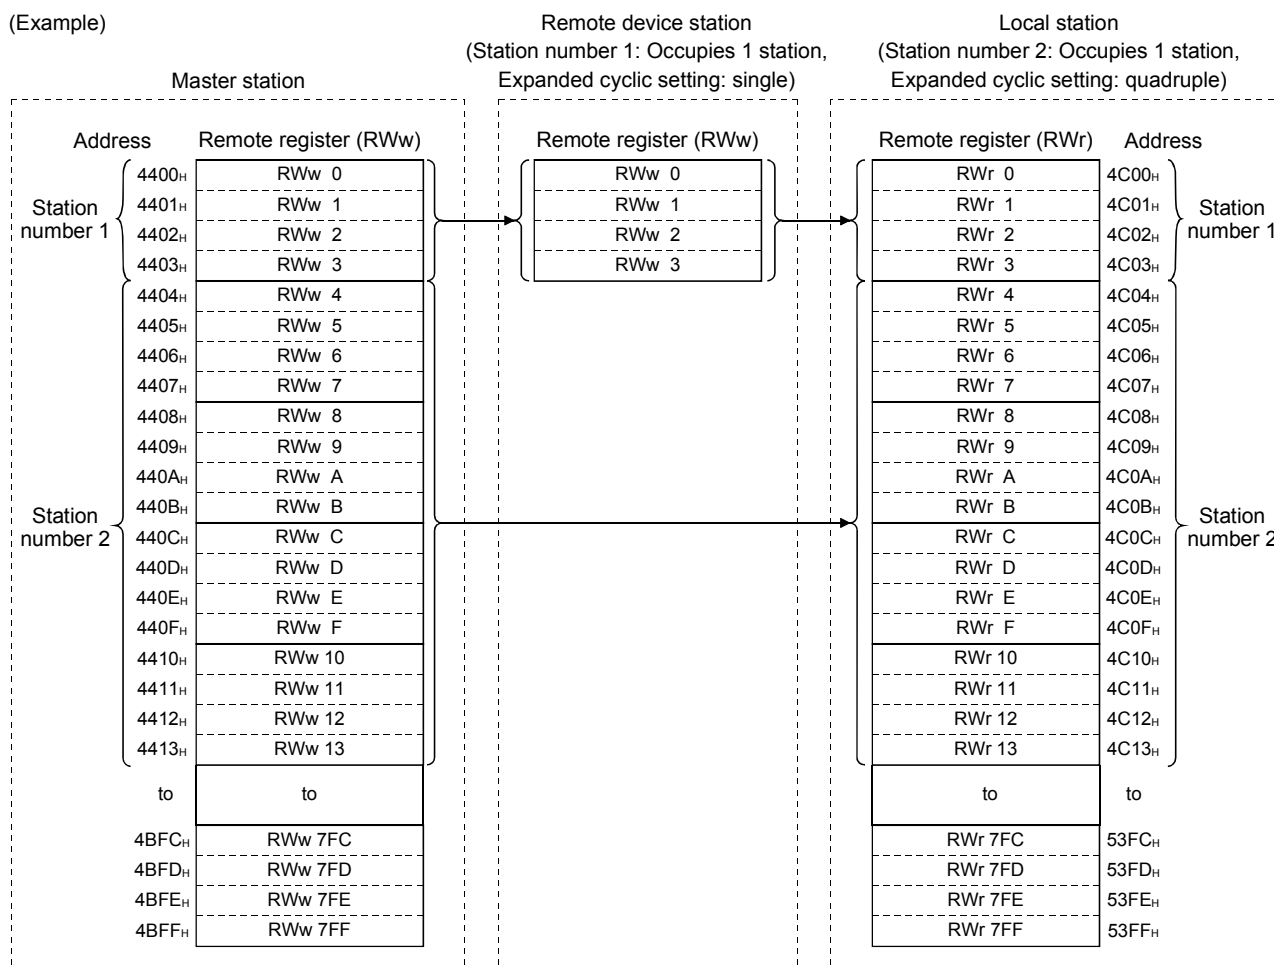 (Example)
Remote device station
(Station number 1: Occupies 1 station,
Expanded cyclic setting: single)
Local station
(Station number 2: Occupies 1 station,
Expanded cyclic setting: quadruple)
Master station
Address Remote register (RWw) Remote register (RWw) Remote register (RWr) Address
4400H RWw 0 RWw 0 RWr 0 4C00H
4401H RWw 1 RWw 1 RWr 1 4C01H
Station number 1
4402H RWw 2 RWw 2 RWr 2 4C02H
Station number 1
4403H RWw 3 RWw 3 RWr 3 4C03H
4404H RWw 4 RWr 4 4C04H
4405H RWw 5 RWr 5 4C05H
4406H RWw 6 RWr 6 4C06H
4407H RWw 7 RWr 7 4C07H
4408H RWw 8 RWr 8 4C08H
4409H RWw 9 RWr 9 4C09H
440AH RWw A RWr A 4C0AH
440BH RWw B RWr B 4C0BH
Station number 2
440CH RWw C RWr C 4C0CH
Station number 2
440DH RWw D RWr D 4C0DH
440EH RWw E RWr E 4C0EH
440FH RWw F RWr F 4C0FH
4410H RWw 10 RWr 10 4C10H
4411H RWw 11 RWr 11 4C11H
4412H RWw 12 RWr 12 4C12H
4413H RWw 13 RWr 13 4C13H
to to to to
4BFCH RWw 7FC RWr 7FC 53FCH
4BFDH RWw 7FD RWr 7FD 53FDH
4BFEH RWw 7FE RWr 7FE 53FEH
4BFFH RWw 7FF RWr 7FF 53FFH